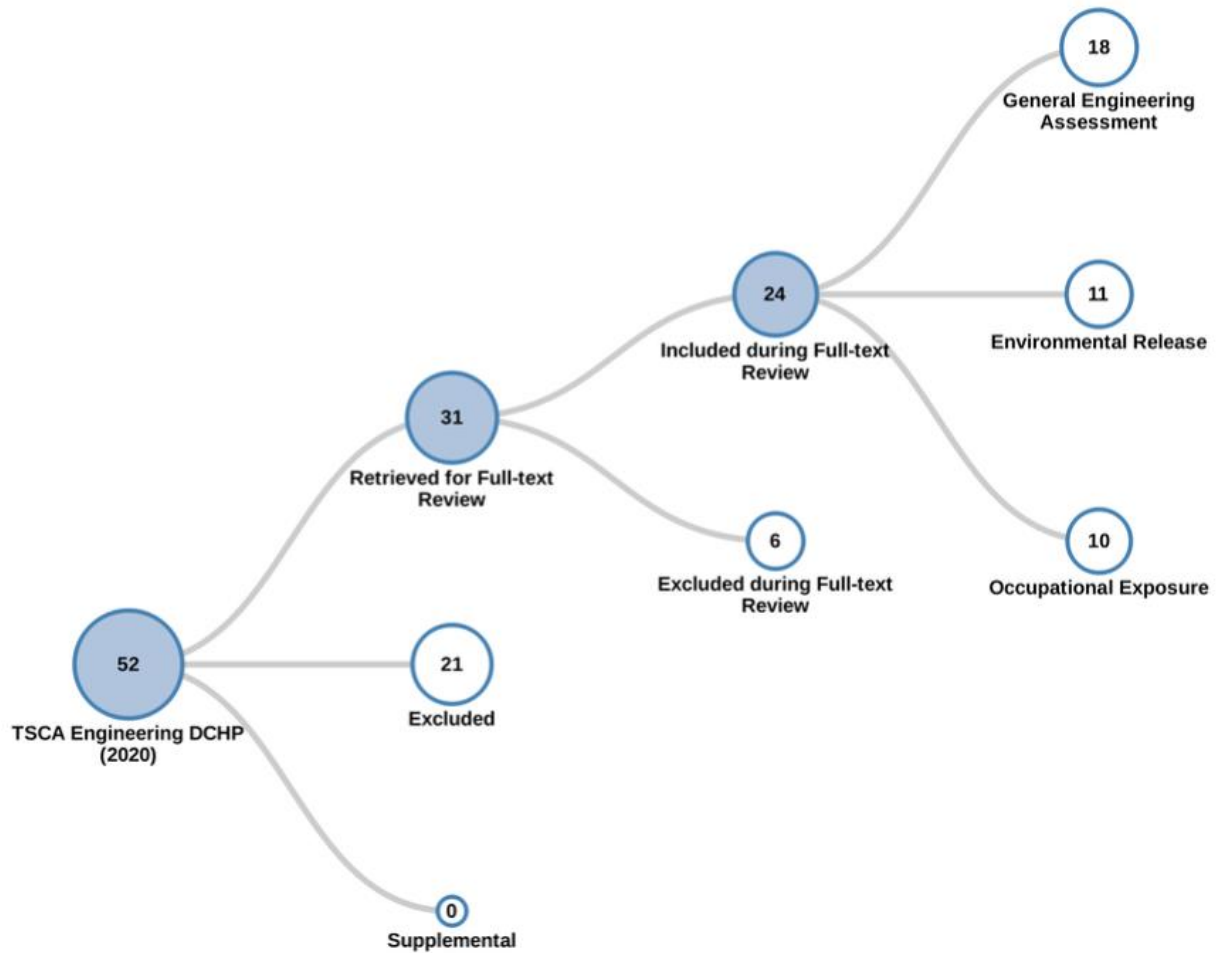 18
General Engineering
Assessment
24
Included during Full-text
Review
11
Environmental Release
31
Retrieved for Full-text
Review
6
Excluded during Full-text
Review
10
Occupational Exposure
52
TSCA Engineering DCHP
(2020)
21
Excluded
0
Supplemental